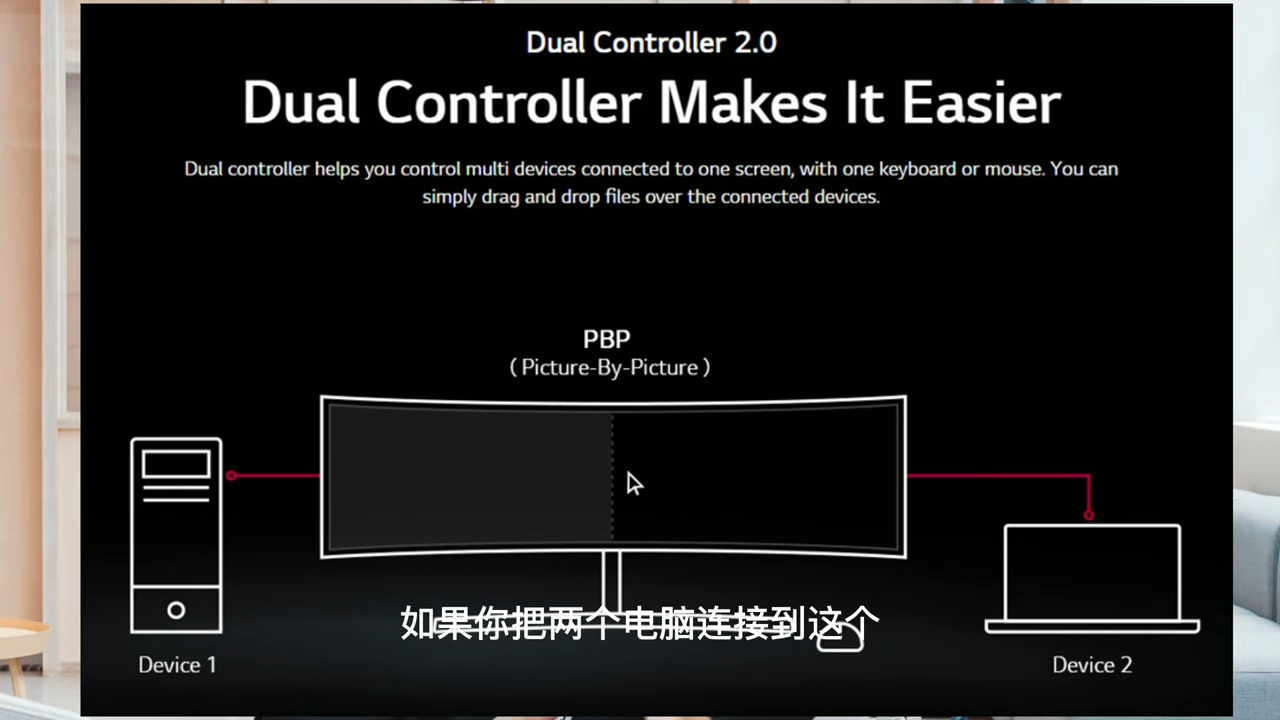 Dual Controller 2.0
Dual Controller Makes It Easier
Dual controller helps you control multi devices connected to one screen, with one keyboard or mouse. You can
simply drag and drop files over the connected devices.
PBP
( Picture-By-Picture )
如果你把两个电脑连接到这个
Device 1
Device 2